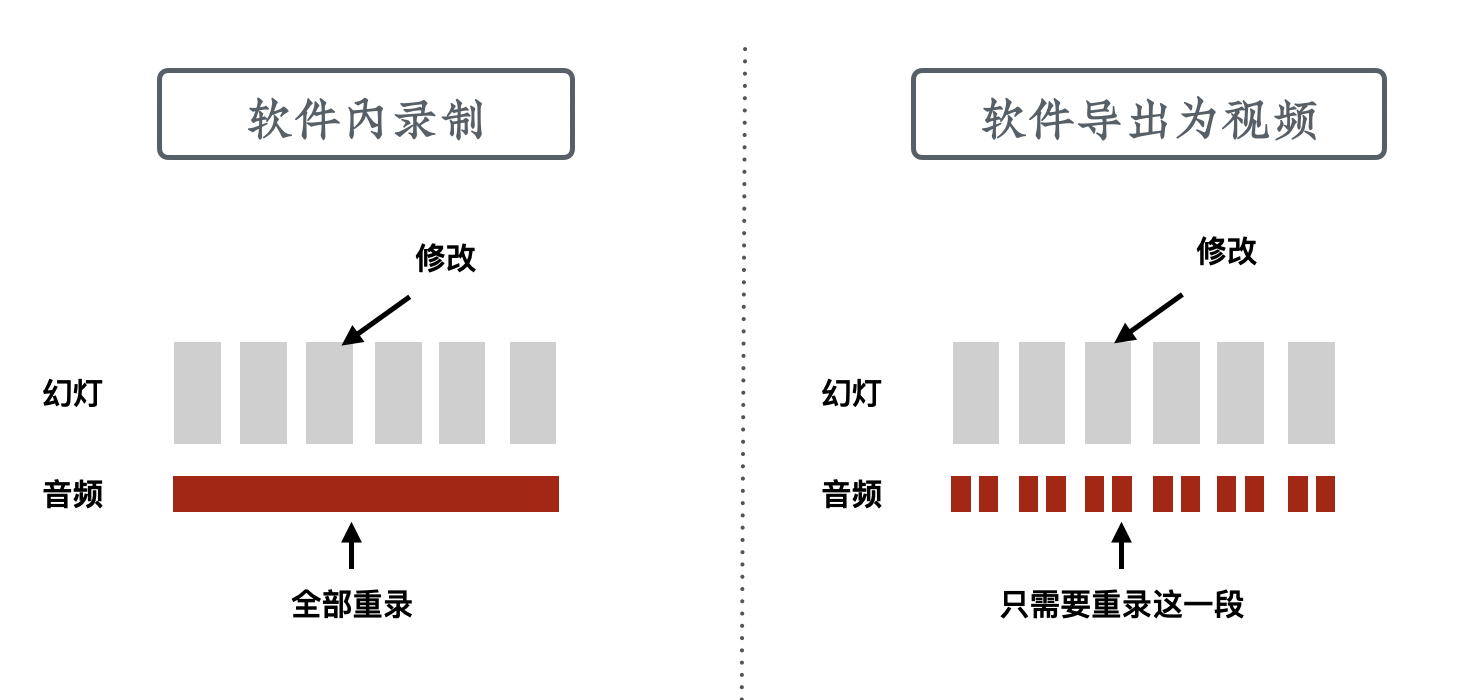 软件內录制
修改
幻灯
音频
全部重录
软件导出为视频
修改
幻灯
音频
只需要重录这一段